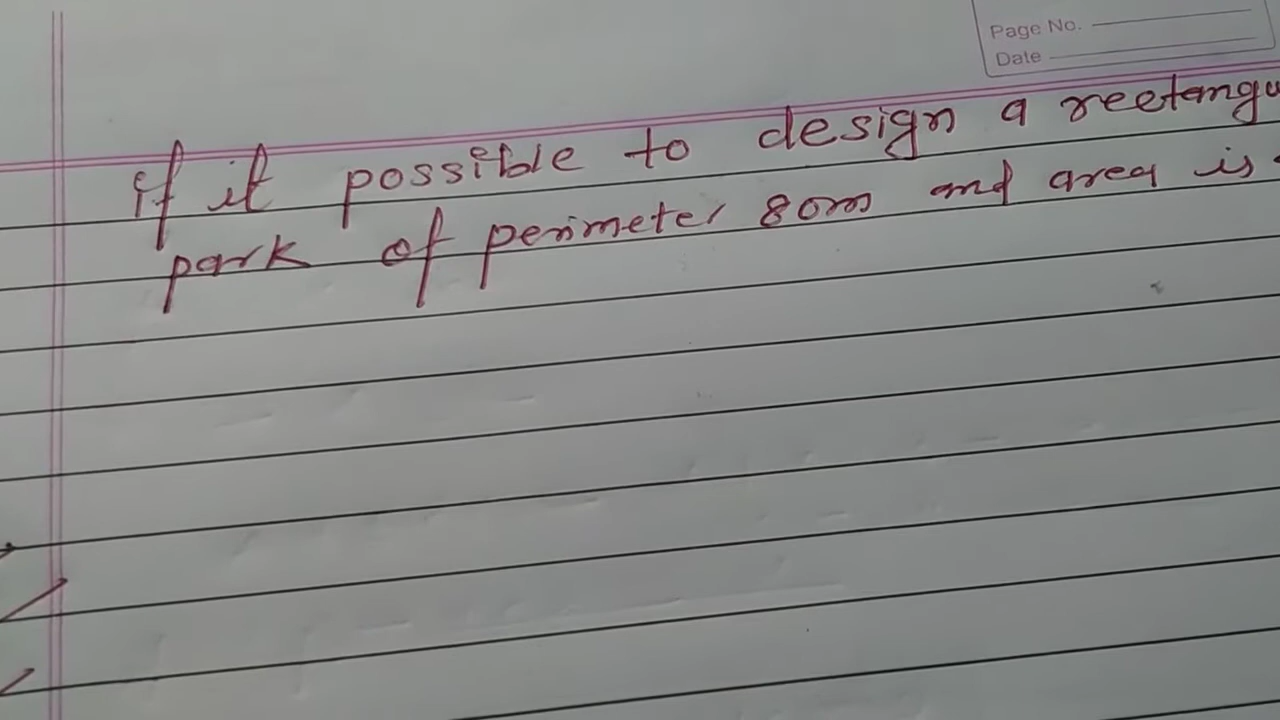 Page No.
Date
if it possible to design a reetangu
park of perimeter 80m and area is